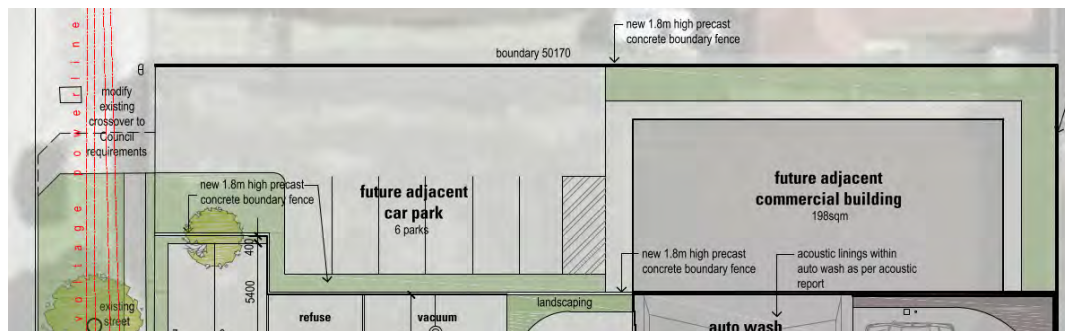 new 1.8m high precast
concrete boundary fence
boundary 50170
voltage powerline
modify
existing
crossover to
Council
requirements
new 1.8m high precast
concrete boundary fence
future adjacent
car park
6 parks
future adjacent
commercial building
198sqm
400
5400
new 1.8m high precast
concrete boundary fence
acoustic linings within
auto wash as per acoustic
report
existing
street
refuse
vacuum
landscaping
auto wash